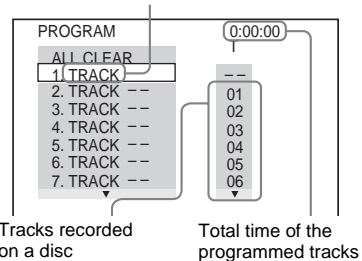 PROGRAM 0:00:00
ALL CLEAR
1. TRACK – –
2. TRACK – – 01
3. TRACK – – 02
4. TRACK – – 03
5. TRACK – – 04
6. TRACK – – 05
7. TRACK – – 06
Tracks recorded
on a disc
Total time of the
programmed tracks